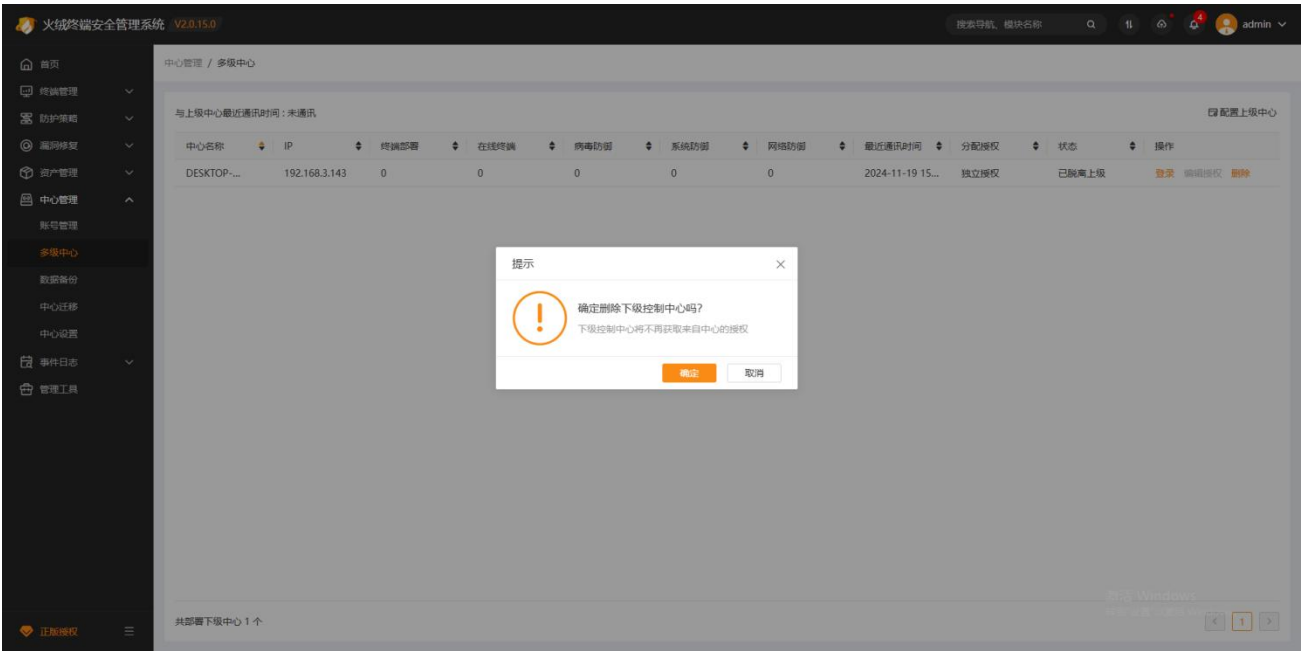 火绒终端安全管理系统 V2.0.15.0 搜索导航、模块名称 4 admin
首页
终端管理
防护策略
漏洞修复
资产管理
中心管理
账号管理
多级中心
数据备份
中心迁移
中心设置
事件日志
管理工具
正版授权
中心管理 / 多级中心
与上级中心最近通讯时间 : 未通讯 配置上级中心
中心名称 IP 终端部署 在线终端 病毒防御 系统防御 网络防御 最近通讯时间 分配授权 状态 操作
DESKTOP-... 192.168.3.143 0 0 0 0 0 2024-11-19 15... 独立授权 已脱离上级 登录 编辑授权 删除
提示
确定删除下级控制中心吗?
下级控制中心将不再获取来自中心的授权
确定 取消
激活 Windows
共部署下级中心 1 个 1